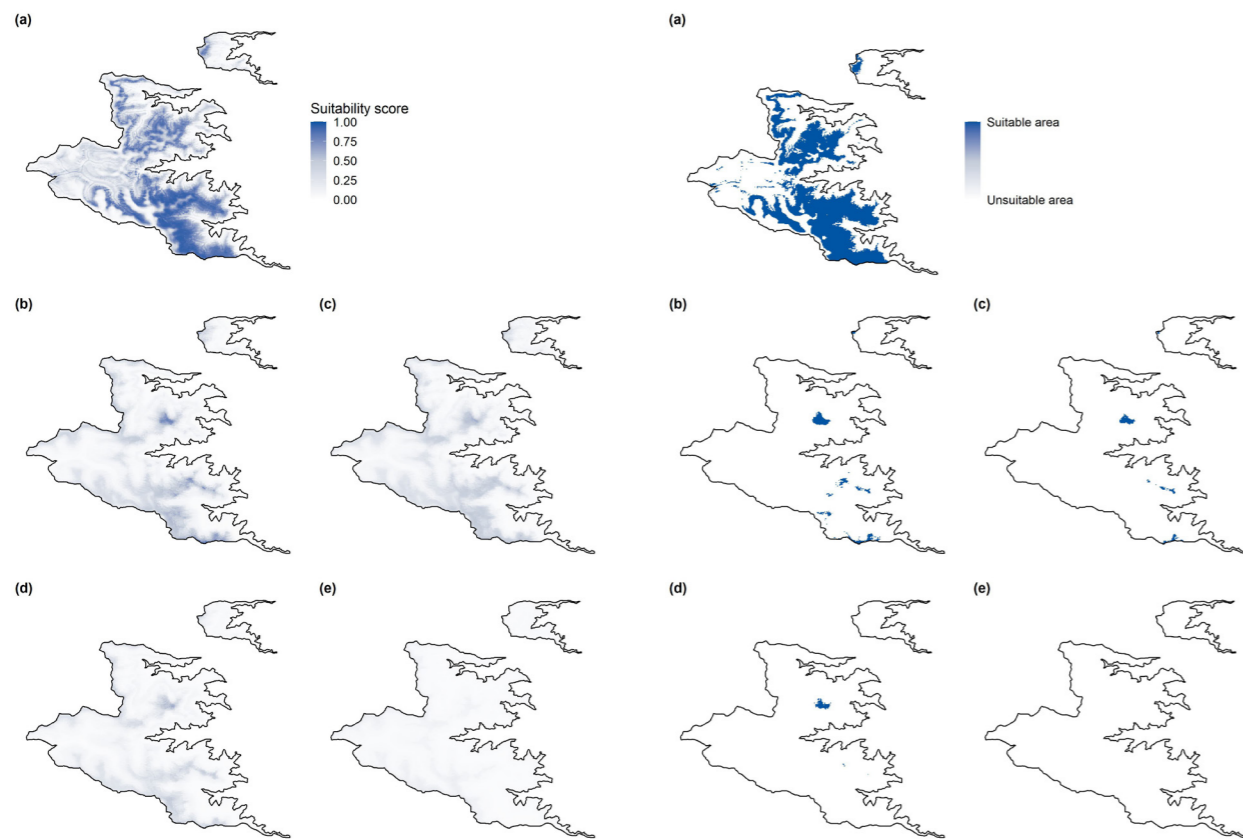 (a)
Suitability score
1.00
0.75
0.50
0.25
0.00
(a)
Suitable area
Unsuitable area
(b)
(c)
(b)
(c)
(d)
(e)
(d)
(e)